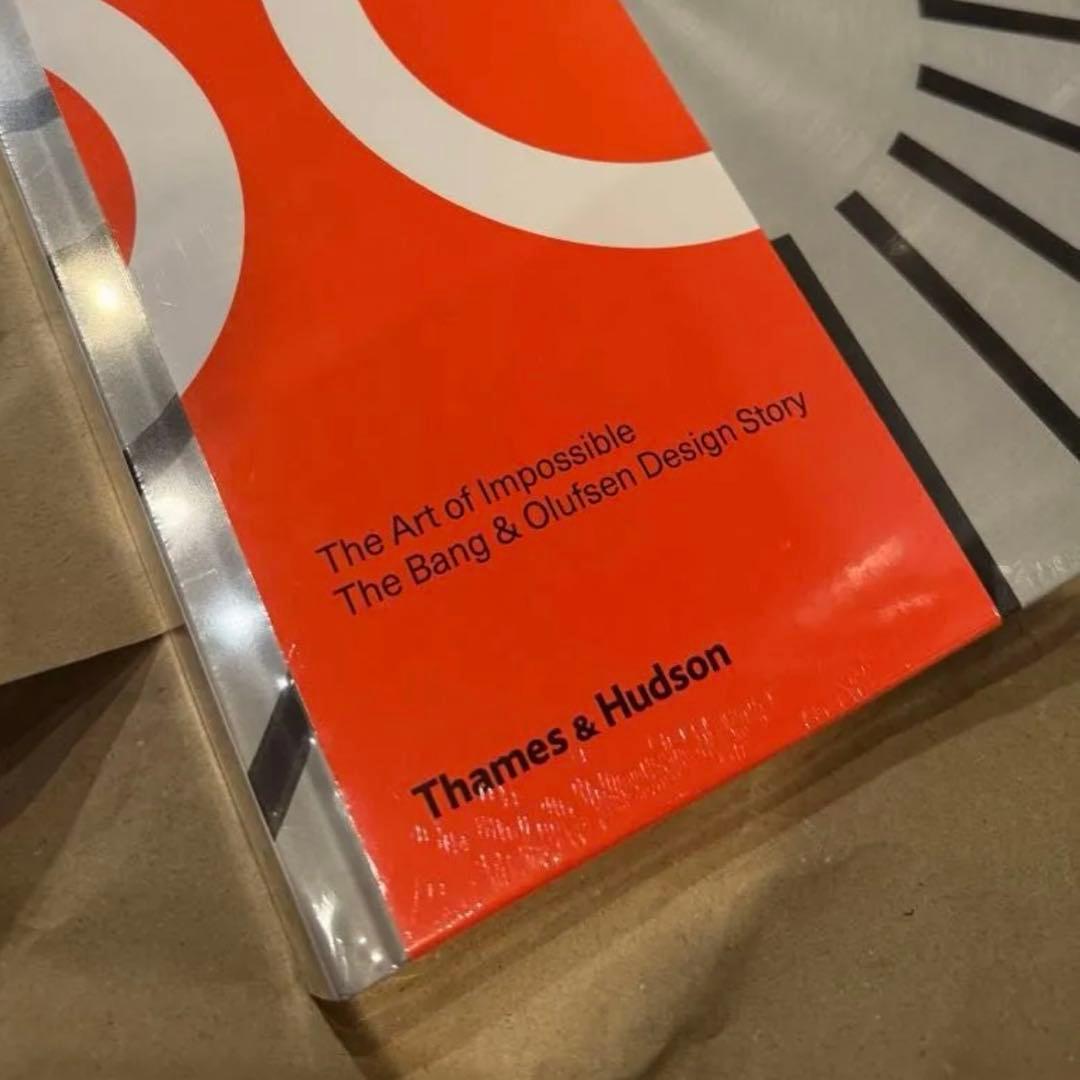 The Art of Impossible
The Bang & Olufsen Design Story
Thames & Hudson